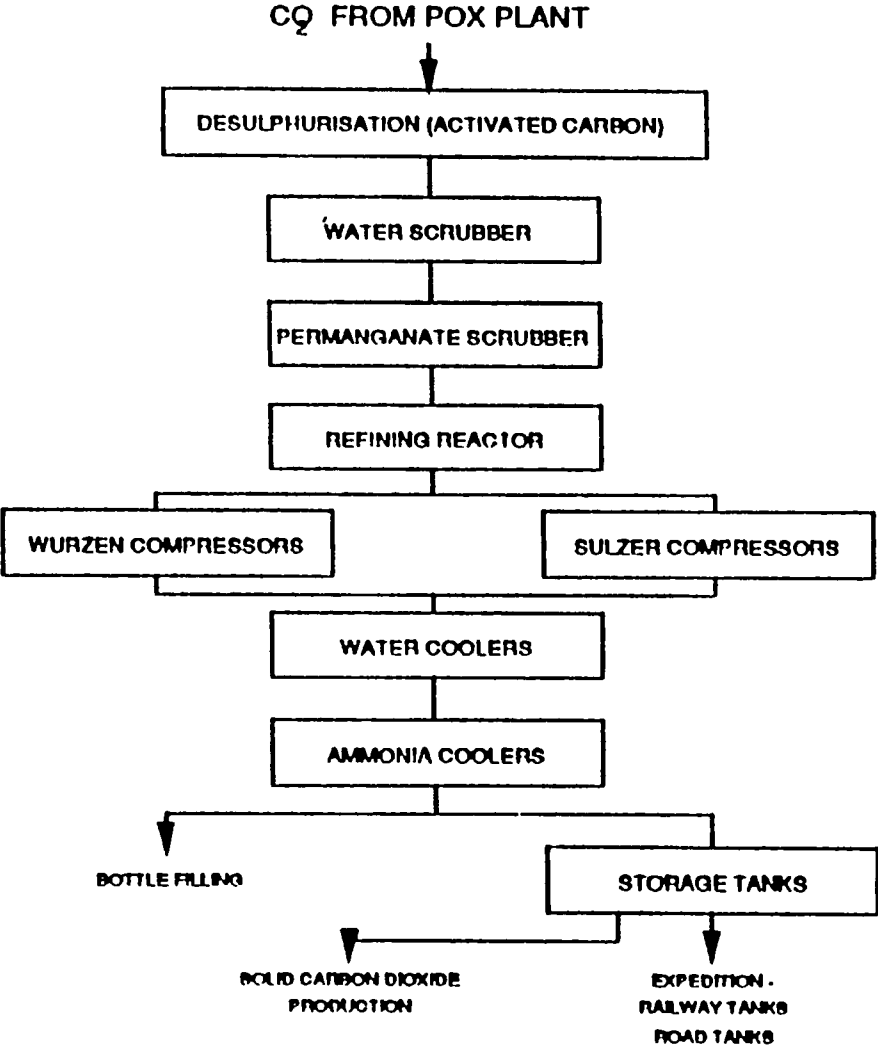 CO2 FROM POX PLANT
DESULPHURISATION (ACTIVATED CARBON)
WATER SCRUBBER
PERMANGANATE SCRUBBER
REFINING REACTOR
WURZEN COMPRESSORS
SULZER COMPRESSORS
WATER COOLERS
AMMONIA COOLERS
BOTTLE FILLING
STORAGE TANKS
SOLID CARBON DIOXIDE
PRODUCTION
EXPEDITION -
RAILWAY TANKS
ROAD TANKS